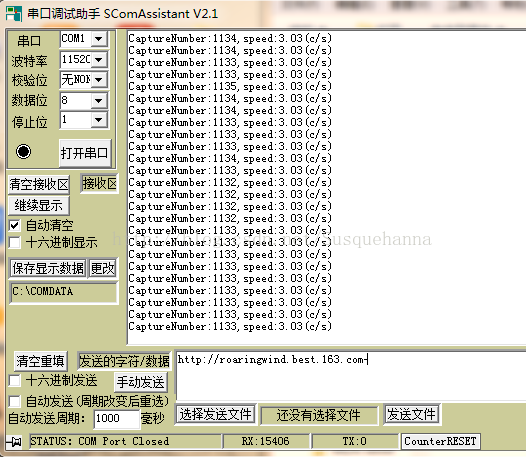 串口调试助手 SComAssistant V2.1
串口 COM1
波特率 1152C
校验位 无NON
数据位 8
停止位 1
打开串口
清空接收区 接收区
继续显示
自动清空
十六进制显示
保存显示数据 更改
C:\COMDATA
CaptureNumber:1134,speed:3.03(c/s)
CaptureNumber:1134,speed:3.03(c/s)
CaptureNumber:1133,speed:3.03(c/s)
CaptureNumber:1133,speed:3.03(c/s)
CaptureNumber:1135,speed:3.03(c/s)
CaptureNumber:1134,speed:3.03(c/s)
CaptureNumber:1134,speed:3.03(c/s)
CaptureNumber:1133,speed:3.03(c/s)
CaptureNumber:1133,speed:3.03(c/s)
CaptureNumber:1134,speed:3.03(c/s)
CaptureNumber:1134,speed:3.03(c/s)
CaptureNumber:1133,speed:3.03(c/s)
CaptureNumber:1132,speed:3.03(c/s)
CaptureNumber:1133,speed:3.03(c/s)
CaptureNumber:1132,speed:3.03(c/s)
CaptureNumber:1132,speed:3.03(c/s)
CaptureNumber:1133,speed:3.03(c/s)
CaptureNumber:1133,speed:3.03(c/s)
CaptureNumber:1133,speed:3.03(c/s)
CaptureNumber:1133,speed:3.03(c/s)
CaptureNumber:1133,speed:3.03(c/s)
CaptureNumber:1133,speed:3.03(c/s)
CaptureNumber:1133,speed:3.03(c/s)
CaptureNumber:1133,speed:3.03(c/s)
CaptureNumber:1133,speed:3.03(c/s)
清空重填 发送的字符/数据 http://roaringwind.best.163.com-
十六进制发送 手动发送
自动发送(周期改变后重选)
自动发送周期: 1000 毫秒 选择发送文件 还没有选择文件 发送文件
STATUS: COM Port Closed RX:15406 TX:0 CounterRESET